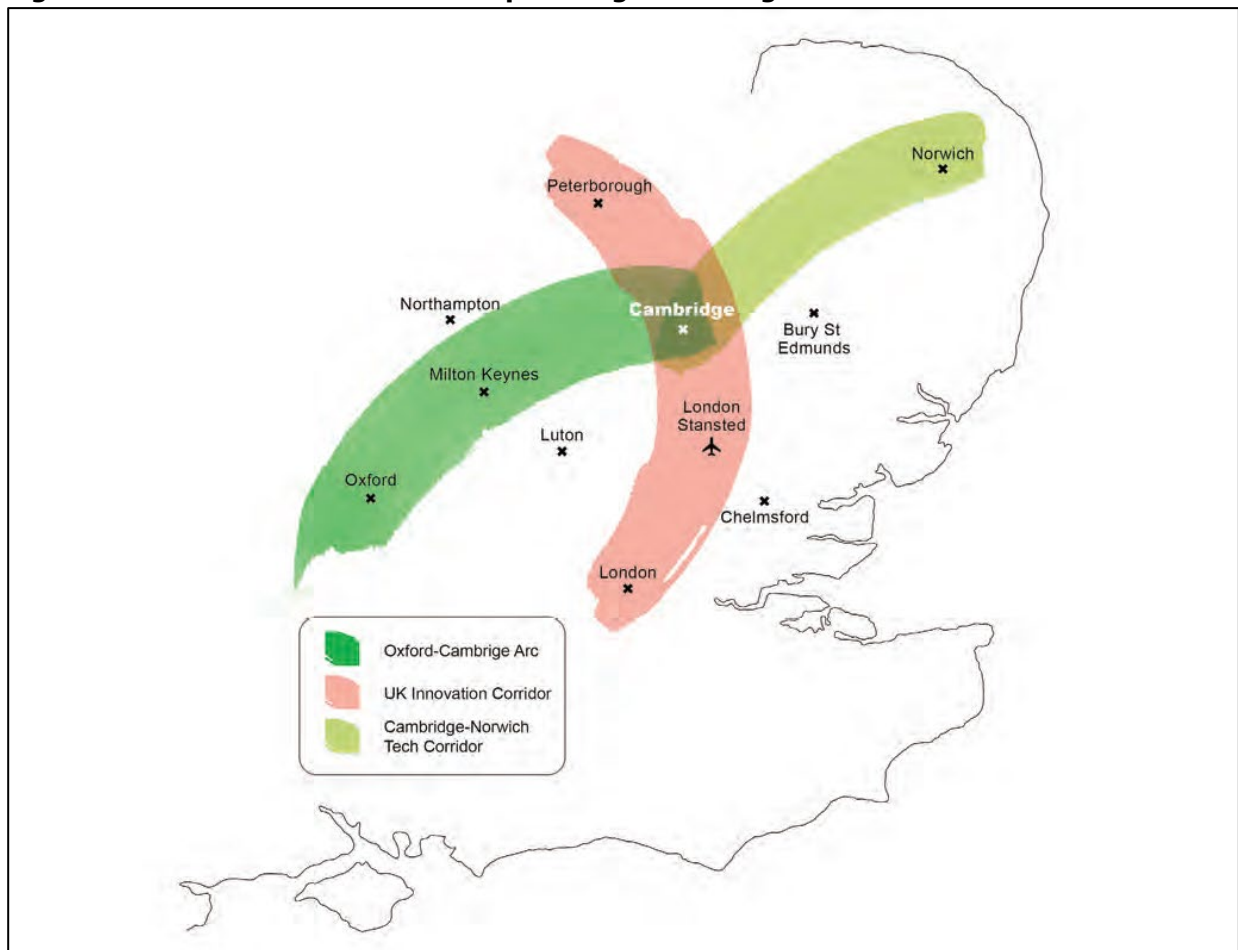 Norwich
Peterborough
Northampton
Cambridge
Bury St
Edmunds
Milton Keynes
London
Stansted
Luton
Oxford
Chelmsford
London
Oxford-Cambrige Arc
UK Innovation Corridor
Cambridge-Norwich
Tech Corridor